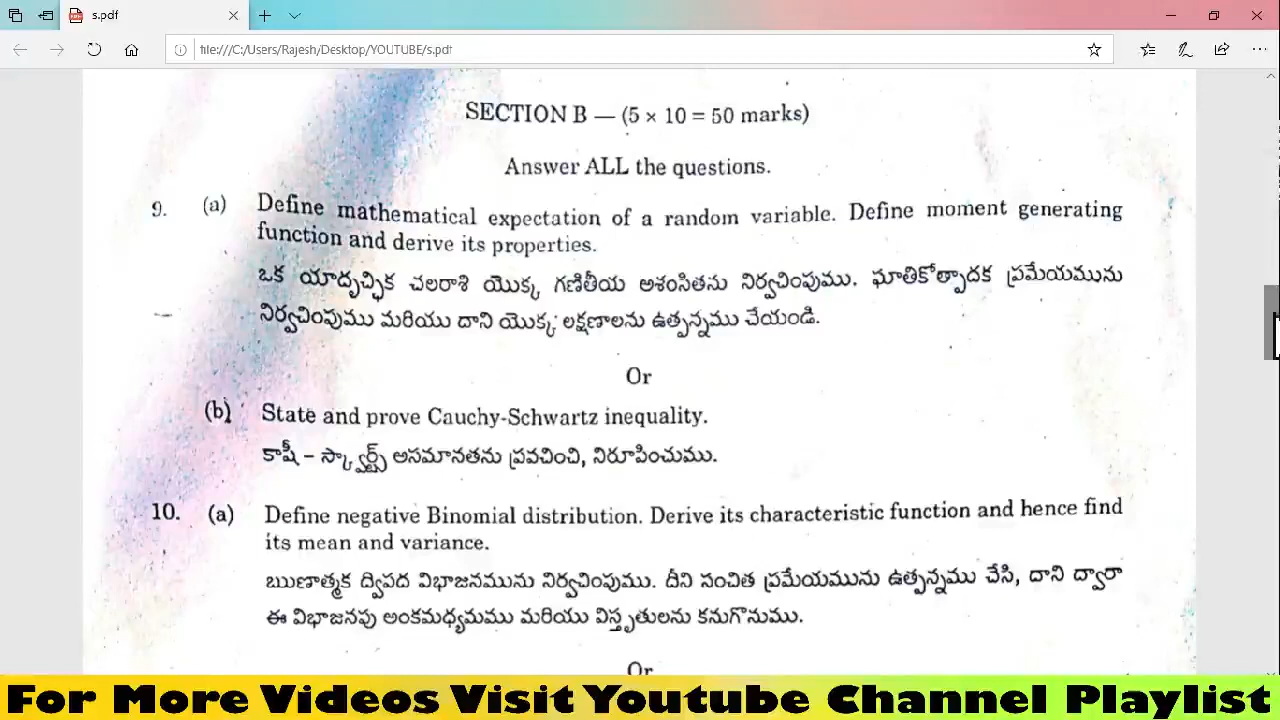 s.pdf
file:///C:/Users/Rajesh/Desktop/YOUTUBE/s.pdf
SECTION B — (5 × 10 = 50 marks)
Answer ALL the questions.
9. (a) Define mathematical expectation of a random variable. Define moment generating
function and derive its properties.
ఒక యాదృచ్ఛిక చలరాశి యొక్క గణితీయ అశంసితను నిర్వచింపుము. ఘాతికోత్పాదక ప్రమేయమును
నిర్వచింపుము మరియు దాని యొక్క లక్షణాలను ఉత్పన్నము చేయండి.
Or
(b) State and prove Cauchy-Schwartz inequality.
కాషీ – స్క్వార్ట్జ్ అసమానతను ప్రవచించి, నిరూపించుము.
10. (a) Define negative Binomial distribution. Derive its characteristic function and hence find
its mean and variance.
ఋణాత్మక ద్విపద విభాజనమును నిర్వచింపుము. దీని సంచిత ప్రమేయమును ఉత్పన్నము చేసి, దాని ద్వారా
ఈ విభాజనపు అంకమధ్యమము మరియు విస్తృతులను కనుగొనుము.
Or
For More Videos Visit Youtube Channel Playlist